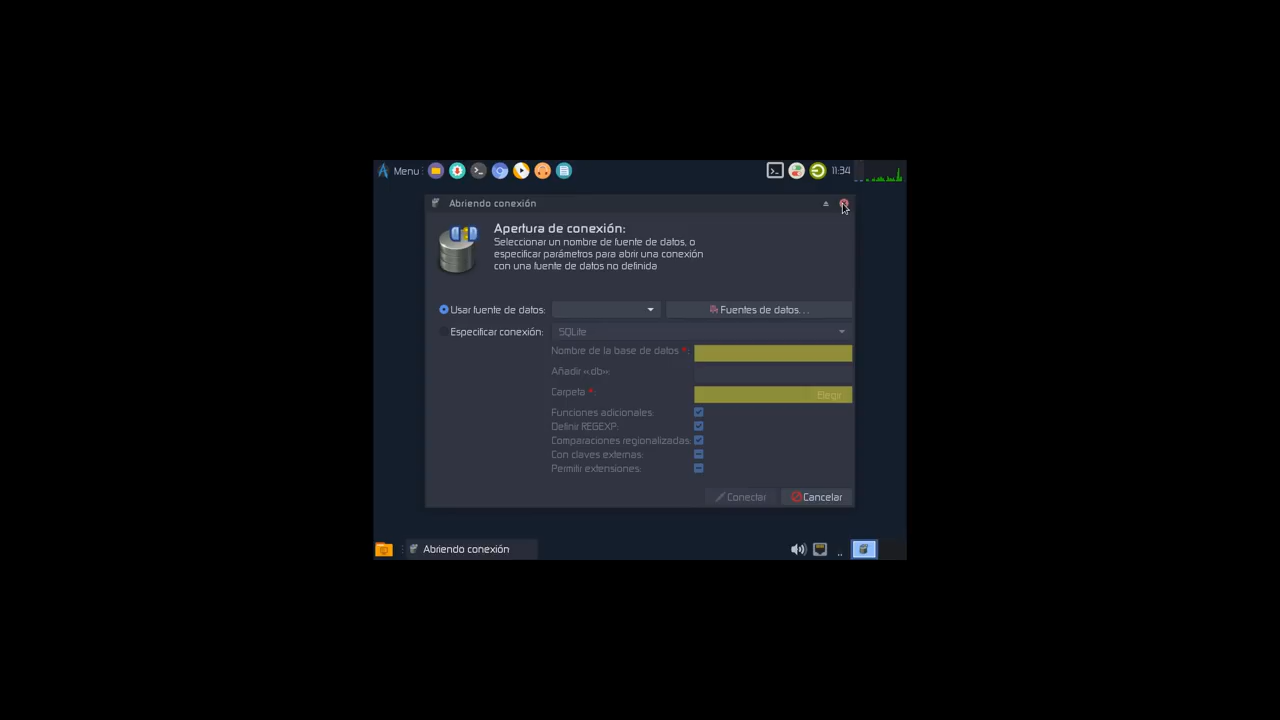 Menu
11:34
Abriendo conexión
Apertura de conexión:
Seleccionar un nombre de fuente de datos, o
especificar parámetros para abrir una conexión
con una fuente de datos no definida
Usar fuente de datos:
Fuentes de datos...
Especificar conexión:
SQLite
Nombre de la base de datos *:
Añadir «.db»:
Carpeta *:
Elegir
Funciones adicionales:
Definir REGEXP:
Comparaciones regionalizadas:
Con claves externas:
Permitir extensiones:
Conectar
Cancelar
Abriendo conexión